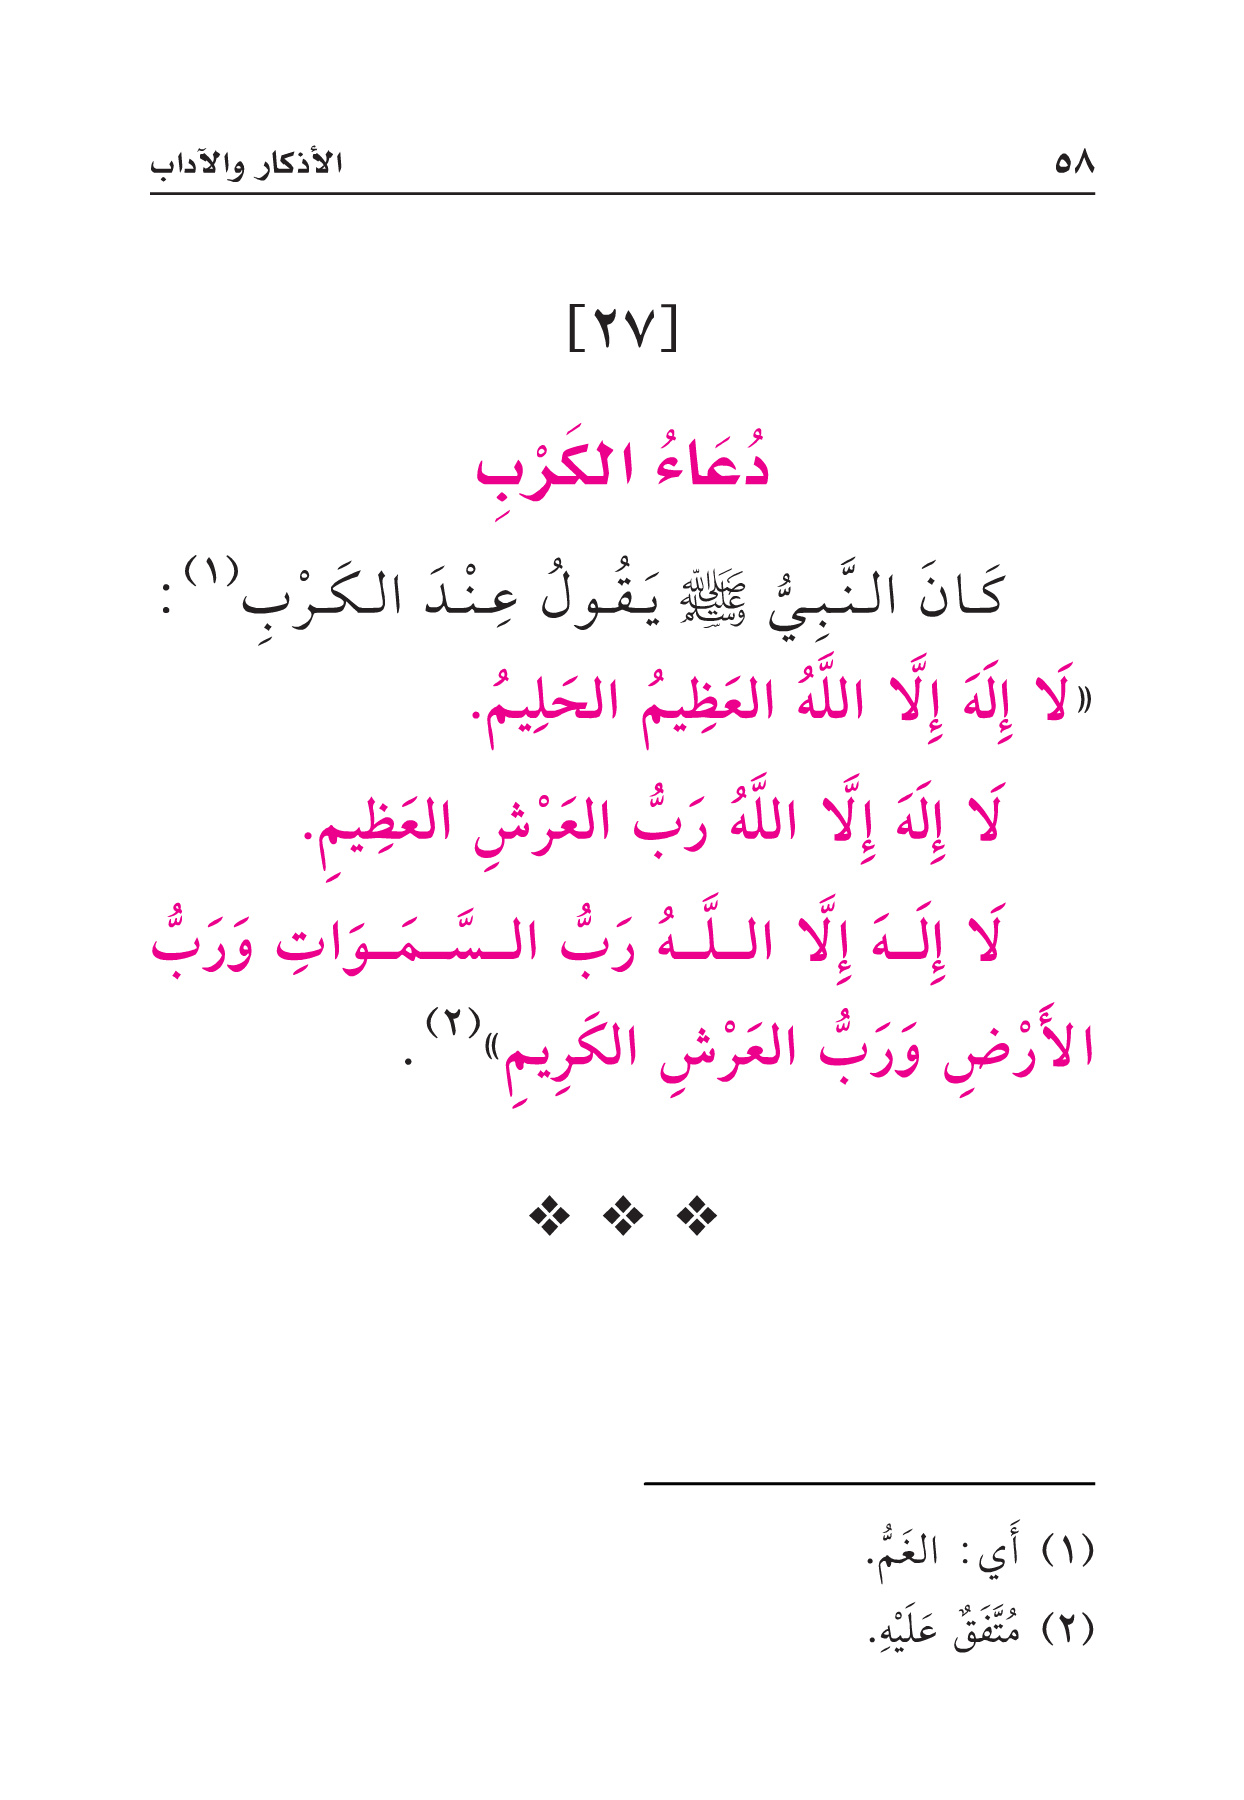 ٥٨ الأذكار والآداب
[٢٧]
دُعَاءُ الكَرْبِ
كَانَ النَّبِيُّ ﷺ يَقُولُ عِنْدَ الكَرْبِ(١):
«لَا إِلَهَ إِلَّا اللَّهُ العَظِيمُ الحَلِيمُ.
لَا إِلَهَ إِلَّا اللَّهُ رَبُّ العَرْشِ العَظِيمِ.
لَا إِلَهَ إِلَّا اللَّهُ رَبُّ السَّمَوَاتِ وَرَبُّ
الأَرْضِ وَرَبُّ العَرْشِ الكَرِيمِ»(٢).
(١) أَي: الغَمُّ.
(٢) مُتَّفَقٌ عَلَيْهِ.